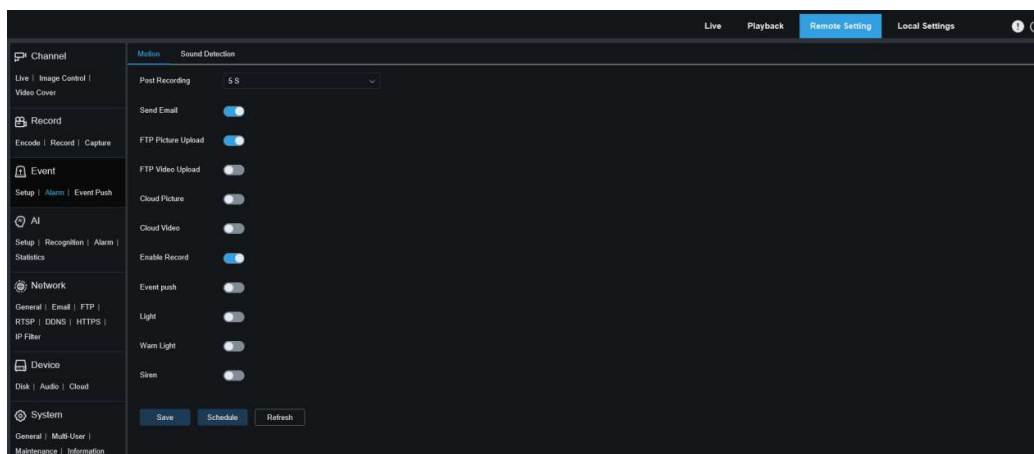 Live Playback Remote Setting Local Settings
Channel
Live | Image Control |
Video Cover
Record
Encode | Record | Capture
Event
Setup | Alarm | Event Push
AI
Setup | Recognition | Alarm |
Statistics
Network
General | Email | FTP |
RTSP | DDNS | HTTPS |
IP Filter
Device
Disk | Audio | Cloud
System
General | Multi-User |
Maintenance | Information
Motion Sound Detection
Post Recording 5 S
Send Email
FTP Picture Upload
FTP Video Upload
Cloud Picture
Cloud Video
Enable Record
Event push
Light
Warn Light
Siren
Save Schedule Refresh